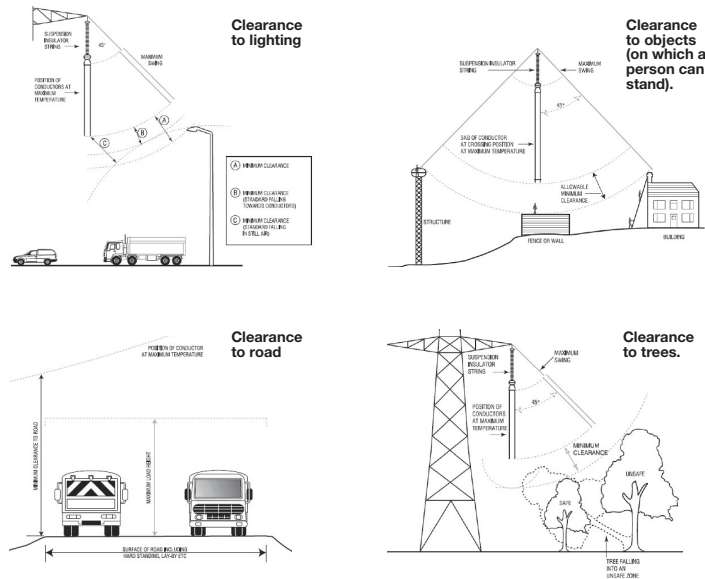 Clearance
to lighting
SUSPENSION
INSULATOR
STRING
45°
MAXIMUM
SWING
POSITION OF
CONDUCTORS AT
MAXIMUM
TEMPERATURE
A
B
C
A MINIMUM CLEARANCE
B MINIMUM CLEARANCE
(STANDARD FALLING
TOWARDS CONDUCTORS)
C MINIMUM CLEARANCE
(STANDARD FALLING
IN STILL AIR)
Clearance
to objects
(on which a
person can
stand).
SUSPENSION INSULATOR
STRING
MAXIMUM
SWING
45°
SAG OF CONDUCTOR
AT CROSSING POSITION
AT MAXIMUM TEMPERATURE
ALLOWABLE
MINIMUM
CLEARANCE
STRUCTURE
FENCE OR WALL
BUILDING
Clearance
to road
POSITION OF CONDUCTOR
AT MAXIMUM TEMPERATURE
MINIMUM CLEARANCE TO ROAD
MAXIMUM LOAD HEIGHT
SURFACE OF ROAD INCLUDING
HARD STANDING, LAY-BY ETC
Clearance
to trees.
SUSPENSION
INSULATOR
STRING
MAXIMUM
SWING
45°
POSITION OF
CONDUCTORS
AT MAXIMUM
TEMPERATURE
MINIMUM
CLEARANCE
UNSAFE
SAFE
TREE FALLING
INTO AN
UNSAFE ZONE